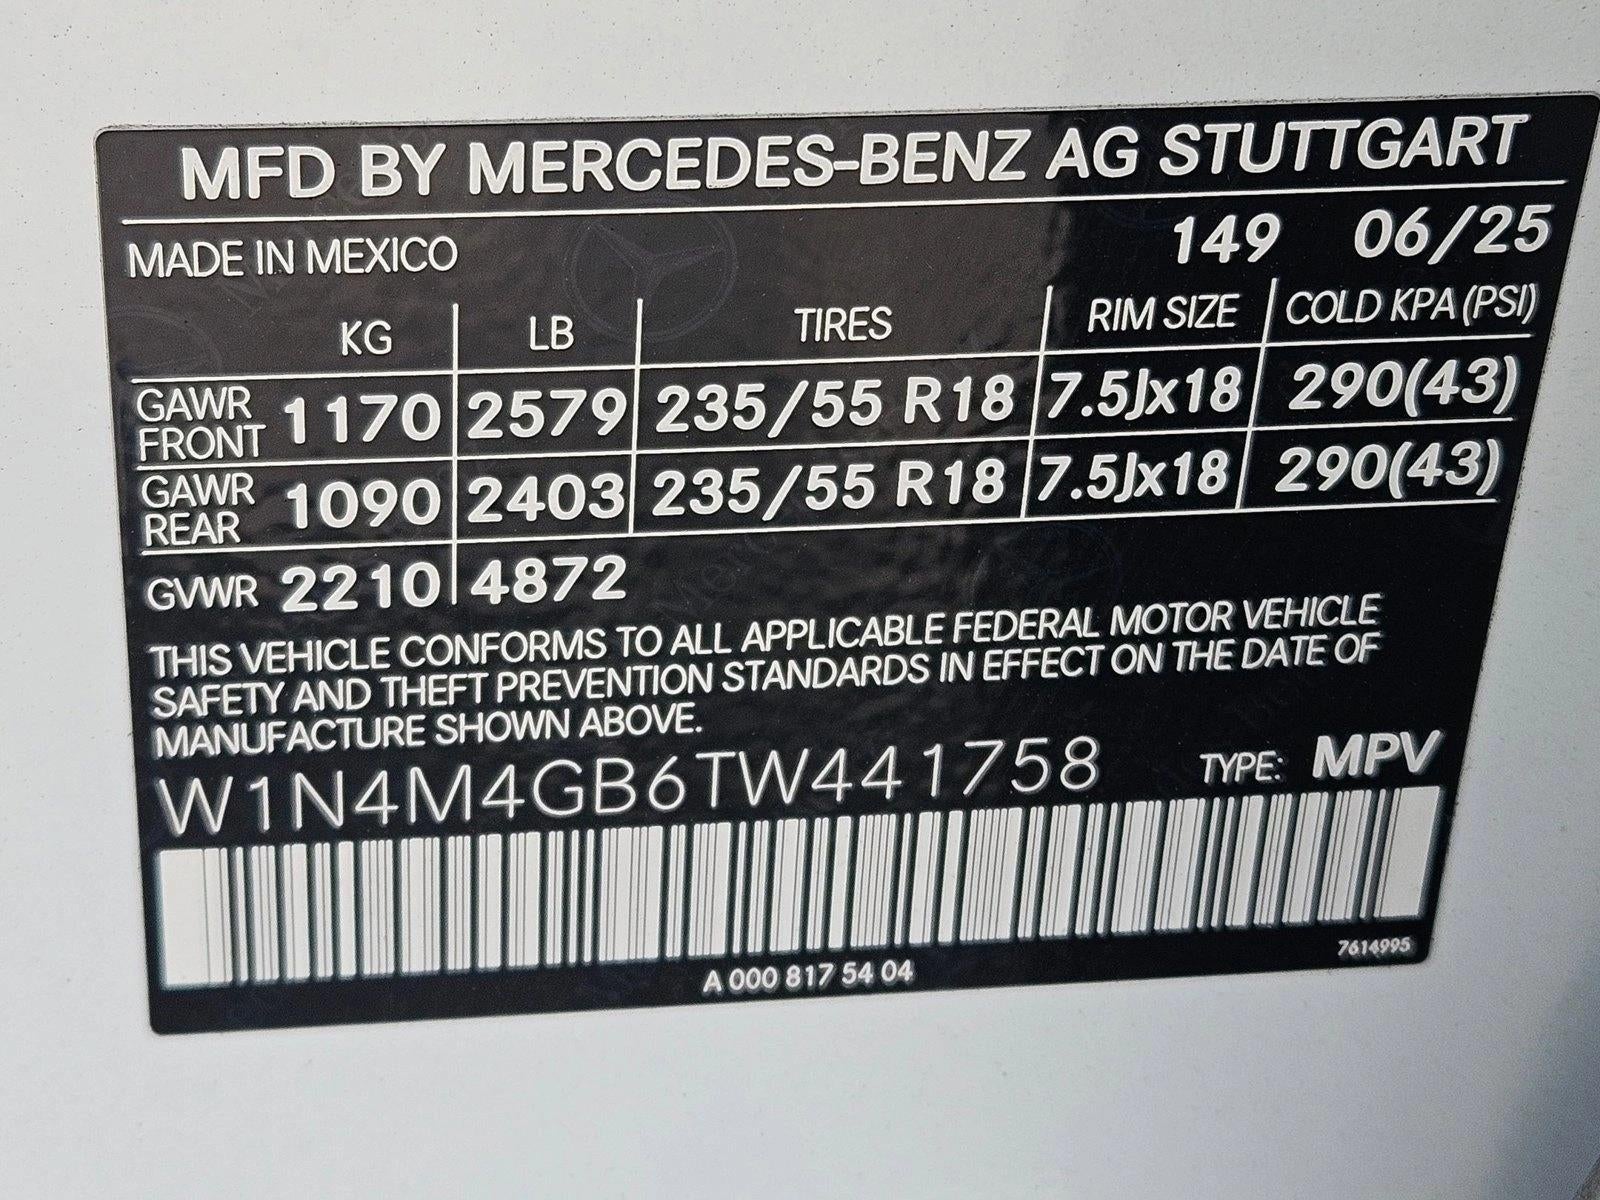 MFD BY MERCEDES-BENZ AG STUTTGART
MADE IN MEXICO 149 06/25
KG LB TIRES RIM SIZE COLD KPA (PSI)
GAWR FRONT 1170 2579 235/55 R18 7.5Jx18 290(43)
GAWR REAR 1090 2403 235/55 R18 7.5Jx18 290(43)
GVWR 2210 4872
THIS VEHICLE CONFORMS TO ALL APPLICABLE FEDERAL MOTOR VEHICLE
SAFETY AND THEFT PREVENTION STANDARDS IN EFFECT ON THE DATE OF
MANUFACTURE SHOWN ABOVE.
W1N4M4GB6TW441758 TYPE: MPV
7614995
A 000 817 54 04